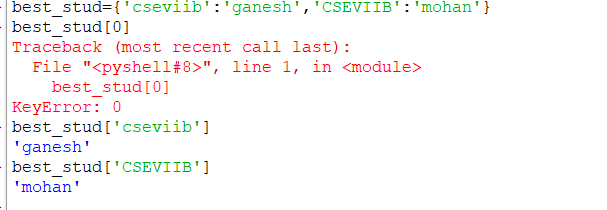 best_stud={'cseviib':'ganesh','CSEVIIB':'mohan'}
best_stud[0]
Traceback (most recent call last):
  File "<pyshell#8>", line 1, in <module>
    best_stud[0]
KeyError: 0
best_stud['cseviib']
'ganesh'
best_stud['CSEVIIB']
'mohan'